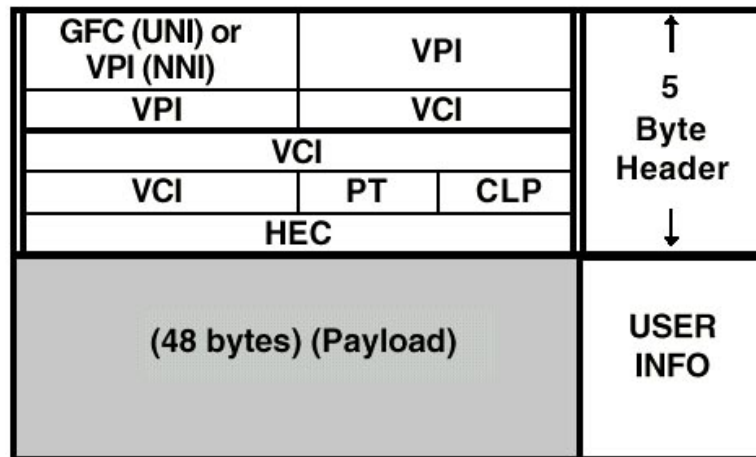 GFC (UNI) or
VPI (NNI)
VPI
VPI
VCI
VCI
VCI
PT
CLP
HEC
5
Byte
Header
(48 bytes) (Payload)
USER
INFO